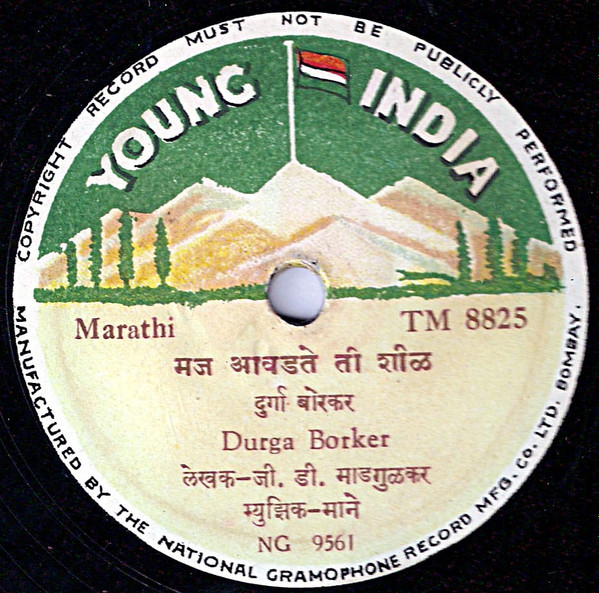 COPYRIGHT RECORD MUST NOT BE PUBLICLY PERFORMED
YOUNG INDIA
Marathi
TM 8825
मज आवडते ती शीळ
दुर्गा बोरकर
Durga Borker
लेखक-जी. डी. माडगुळकर
म्युझिक-माने
NG 9561
MANUFACTURED BY THE NATIONAL GRAMOPHONE RECORD MFG. CO. LTD. BOMBAY.